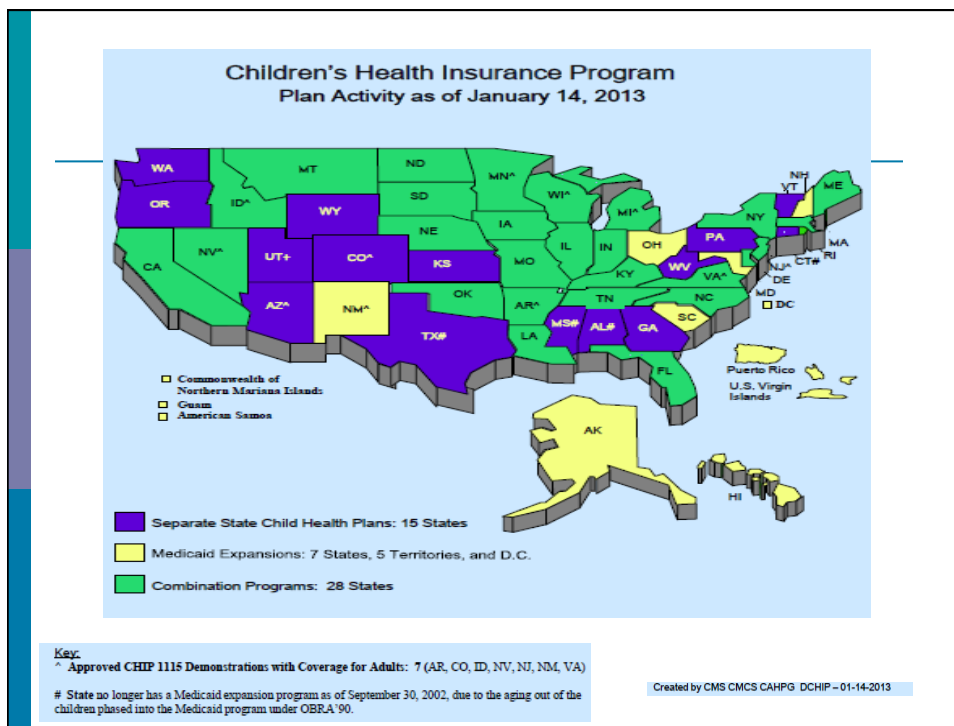 Children's Health Insurance Program
Plan Activity as of January 14, 2013
WA
MT
ND
MN^
NH
VT
ME
OR
ID^
SD
WI^
MI^
NY
WY
IA
PA
MA
RI
CT#
NV^
UT+
CO^
NE
KS
IL
IN
OH
WV
NJ^
DE
CA
MO
KY
VA^
MD
DC
AZ^
NM^
OK
AR^
TN
NC
SC
TX#
LA
MS#
AL#
GA
FL
Puerto Rico
U.S. Virgin
Islands
Commonwealth of
Northern Mariana Islands
Guam
American Samoa
AK
HI
Separate State Child Health Plans: 15 States
Medicaid Expansions: 7 States, 5 Territories, and D.C.
Combination Programs: 28 States
Key:
^ Approved CHIP 1115 Demonstrations with Coverage for Adults: 7 (AR, CO, ID, NV, NJ, NM, VA)
# State no longer has a Medicaid expansion program as of September 30, 2002, due to the aging out of the
children phased into the Medicaid program under OBRA'90.
Created by CMS CMCS CAHPG DCHIP – 01-14-2013